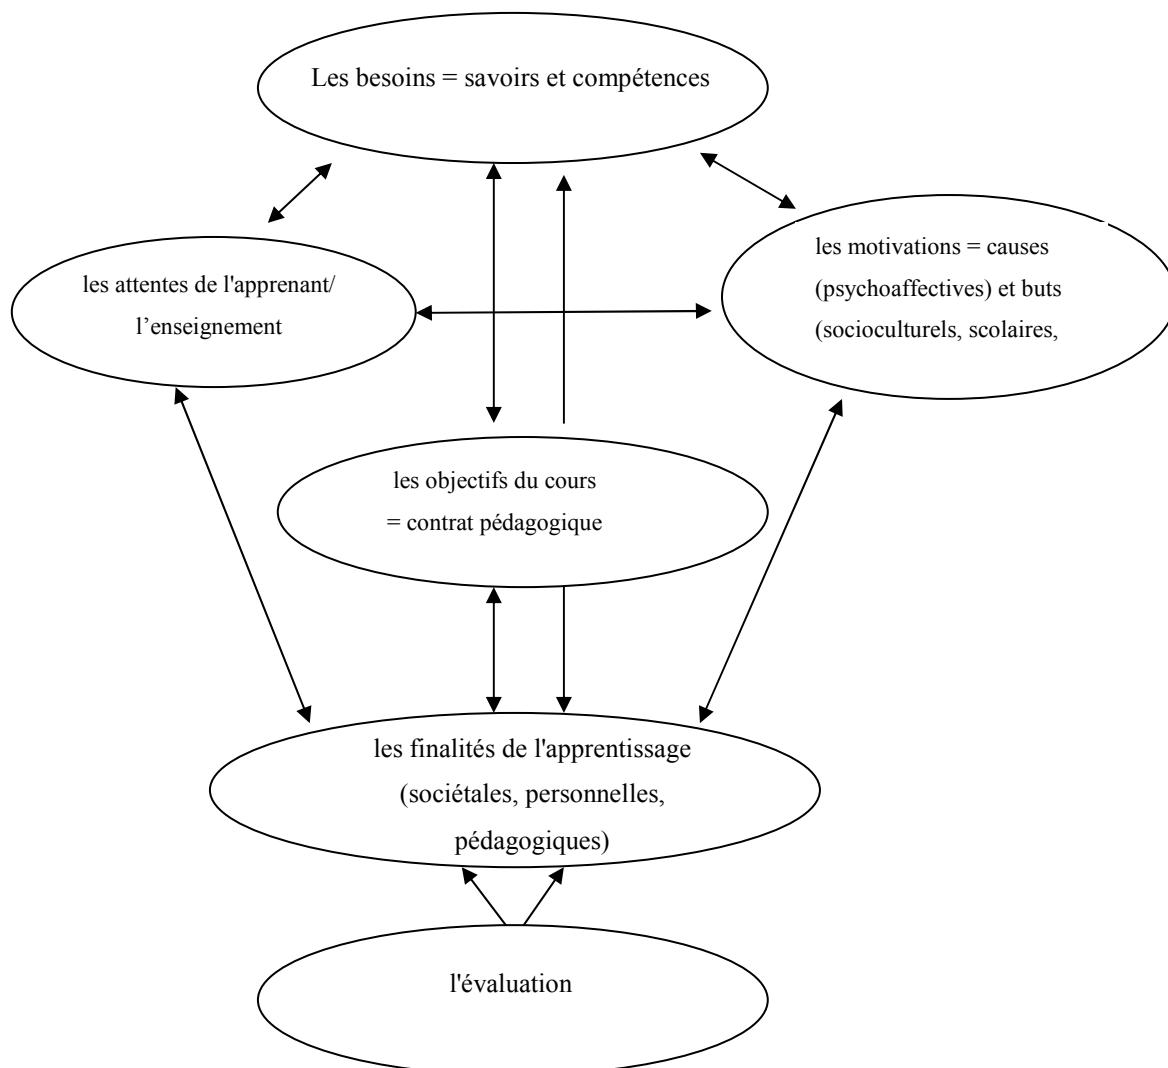 Les besoins = savoirs et compétences
les attentes de l'apprenant/
l’enseignement
les motivations = causes
(psychoaffectives) et buts
(socioculturels, scolaires,
les objectifs du cours
= contrat pédagogique
les finalités de l'apprentissage
(sociétales, personnelles,
pédagogiques)
l'évaluation